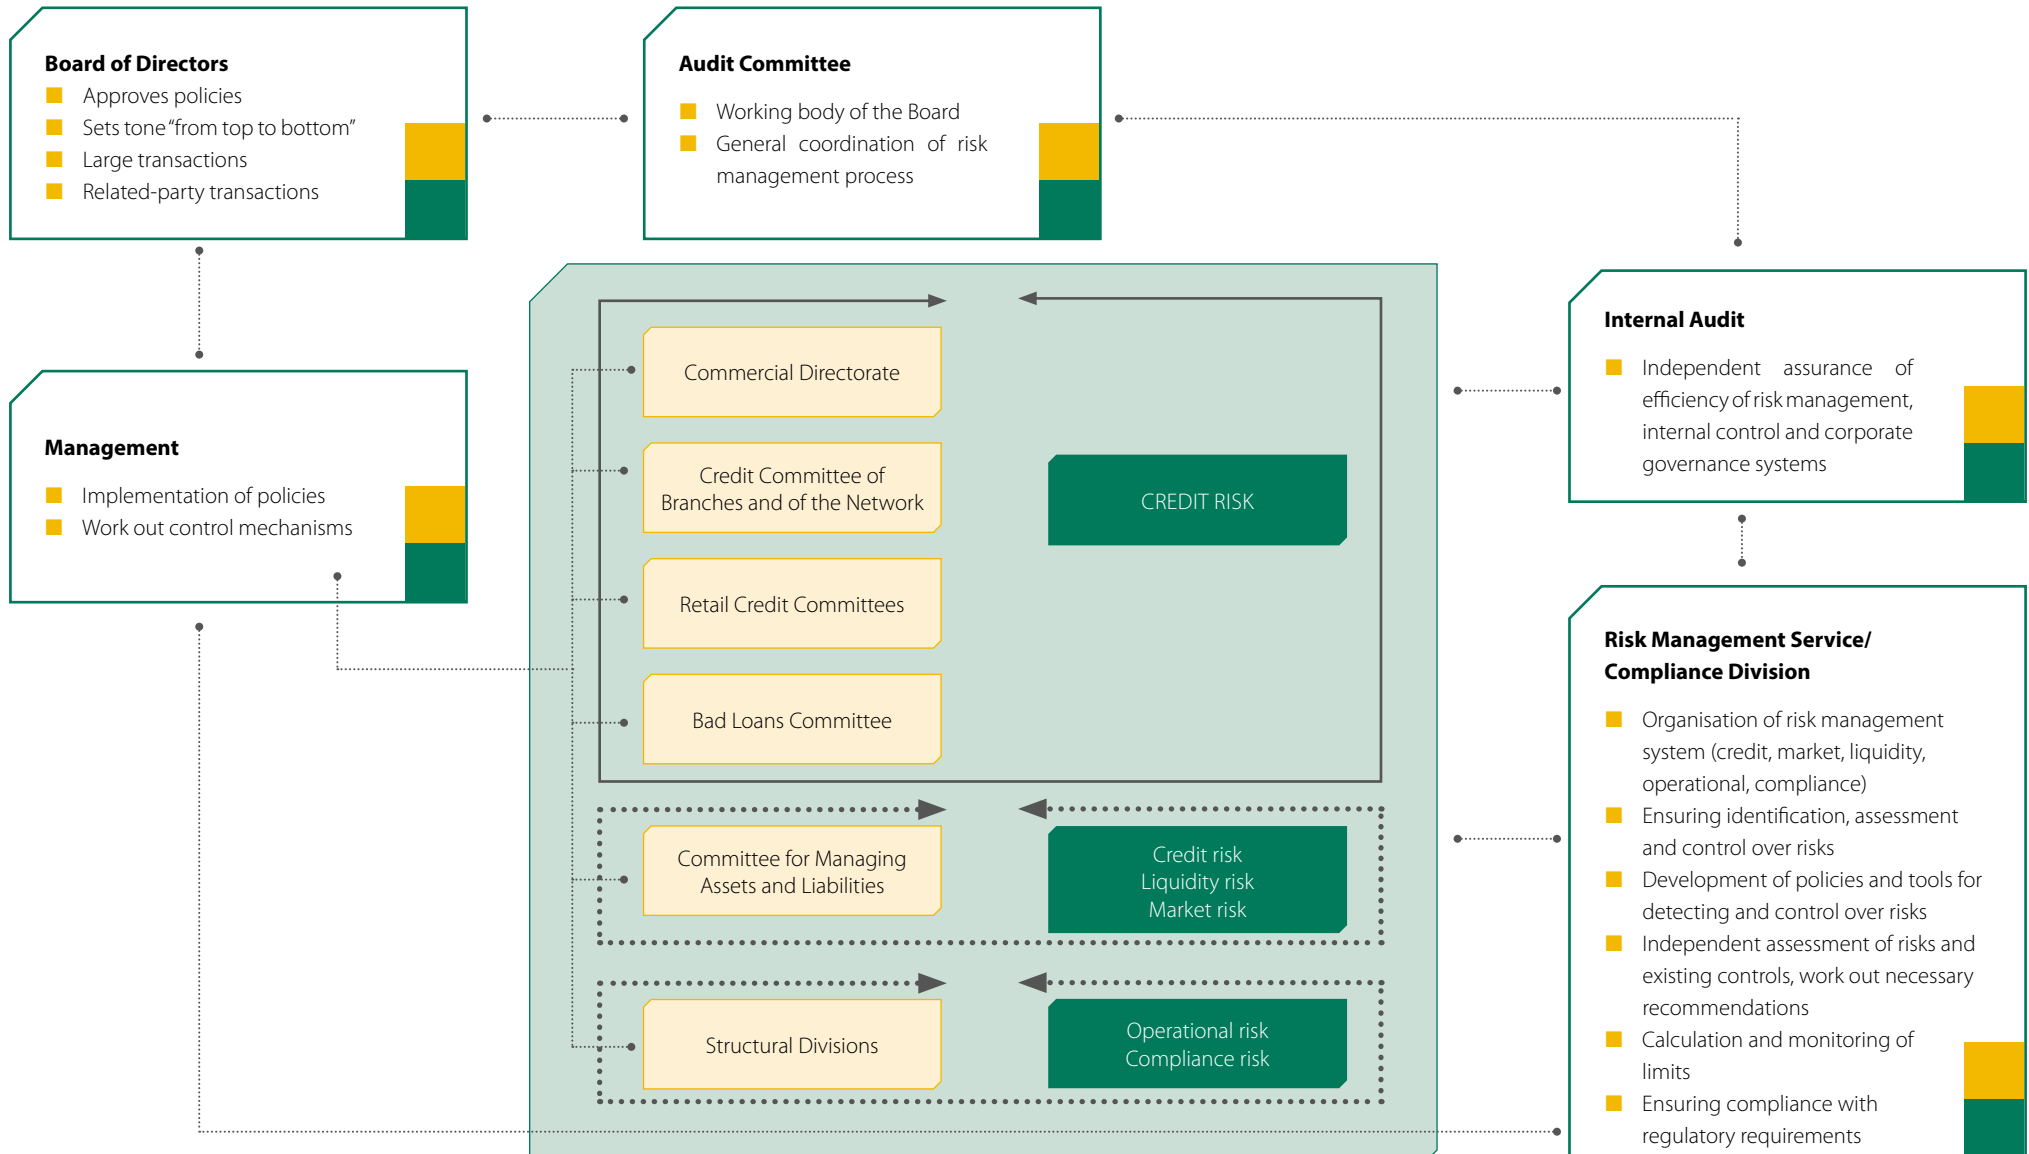 Board of Directors
Approves policies
Sets tone “from top to bottom”
Large transactions
Related-party transactions
Audit Committee
Working body of the Board
General coordination of risk
management process
Management
Implementation of policies
Work out control mechanisms
Commercial Directorate
Credit Committee of
Branches and of the Network
Retail Credit Committees
Bad Loans Committee
CREDIT RISK
Committee for Managing
Assets and Liabilities
Credit risk
Liquidity risk
Market risk
Structural Divisions
Operational risk
Compliance risk
Internal Audit
Independent assurance of
efficiency of risk management,
internal control and corporate
governance systems
Risk Management Service/
Compliance Division
Organisation of risk management
system (credit, market, liquidity,
operational, compliance)
Ensuring identification, assessment
and control over risks
Development of policies and tools for
detecting and control over risks
Independent assessment of risks and
existing controls, work out necessary
recommendations
Calculation and monitoring of
limits
Ensuring compliance with
regulatory requirements